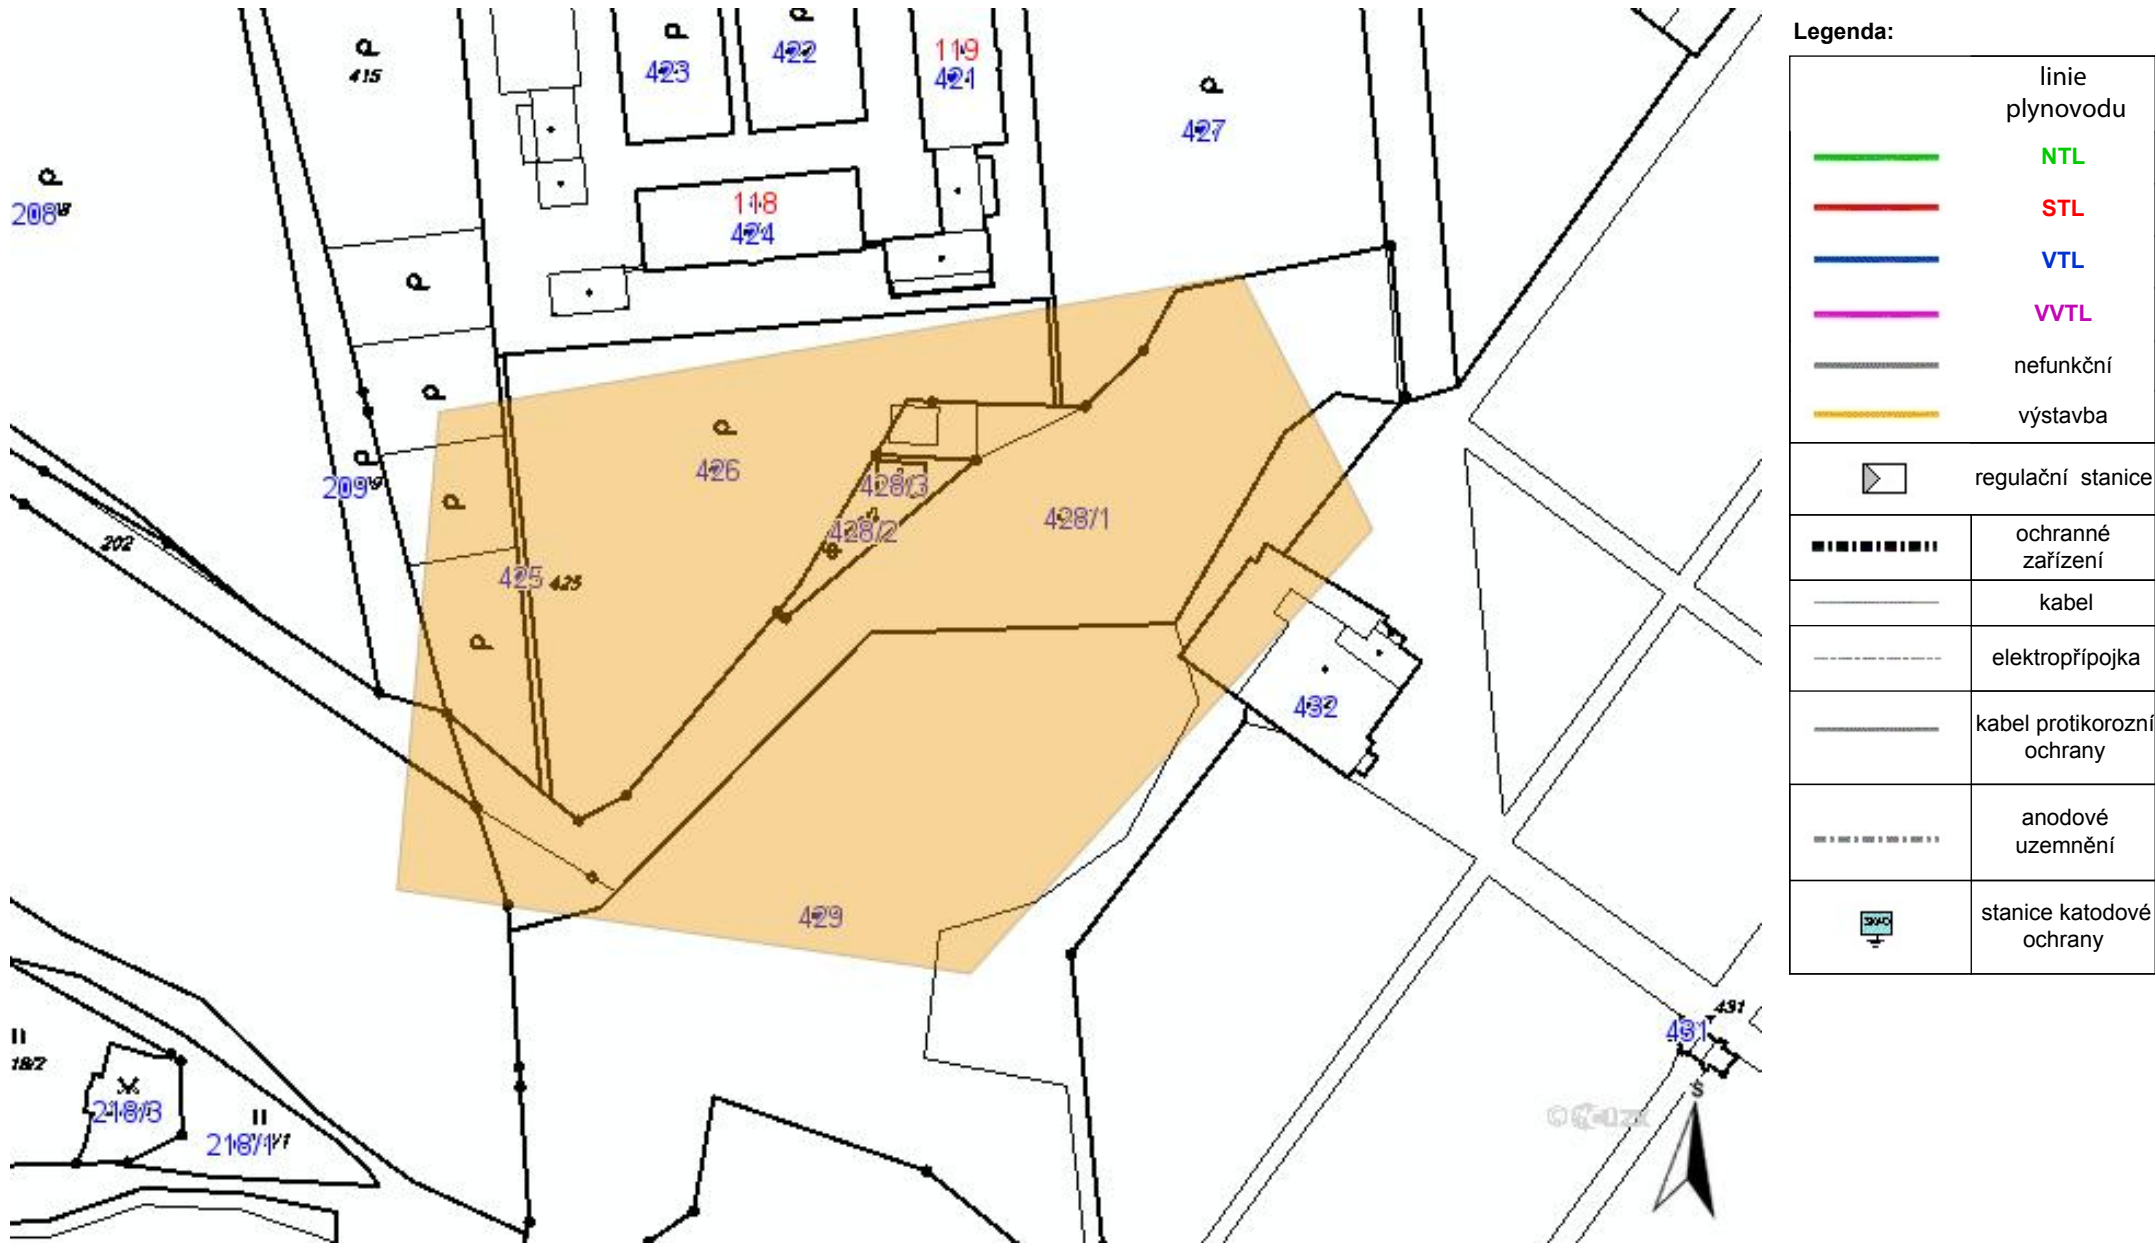 415
423
422
119
421
427
208
118
424
209
426
428/3
428/2
428/1
202
425 425
432
429
431
431
18/2
218/3
218/1
Š
Legenda:
linie
plynovodu
NTL
STL
VTL
VVTL
nefunkční
výstavba
regulační stanice
ochranné
zařízení
kabel
elektropřípojka
kabel protikorozní
ochrany
anodové
uzemnění
stanice katodové
ochrany